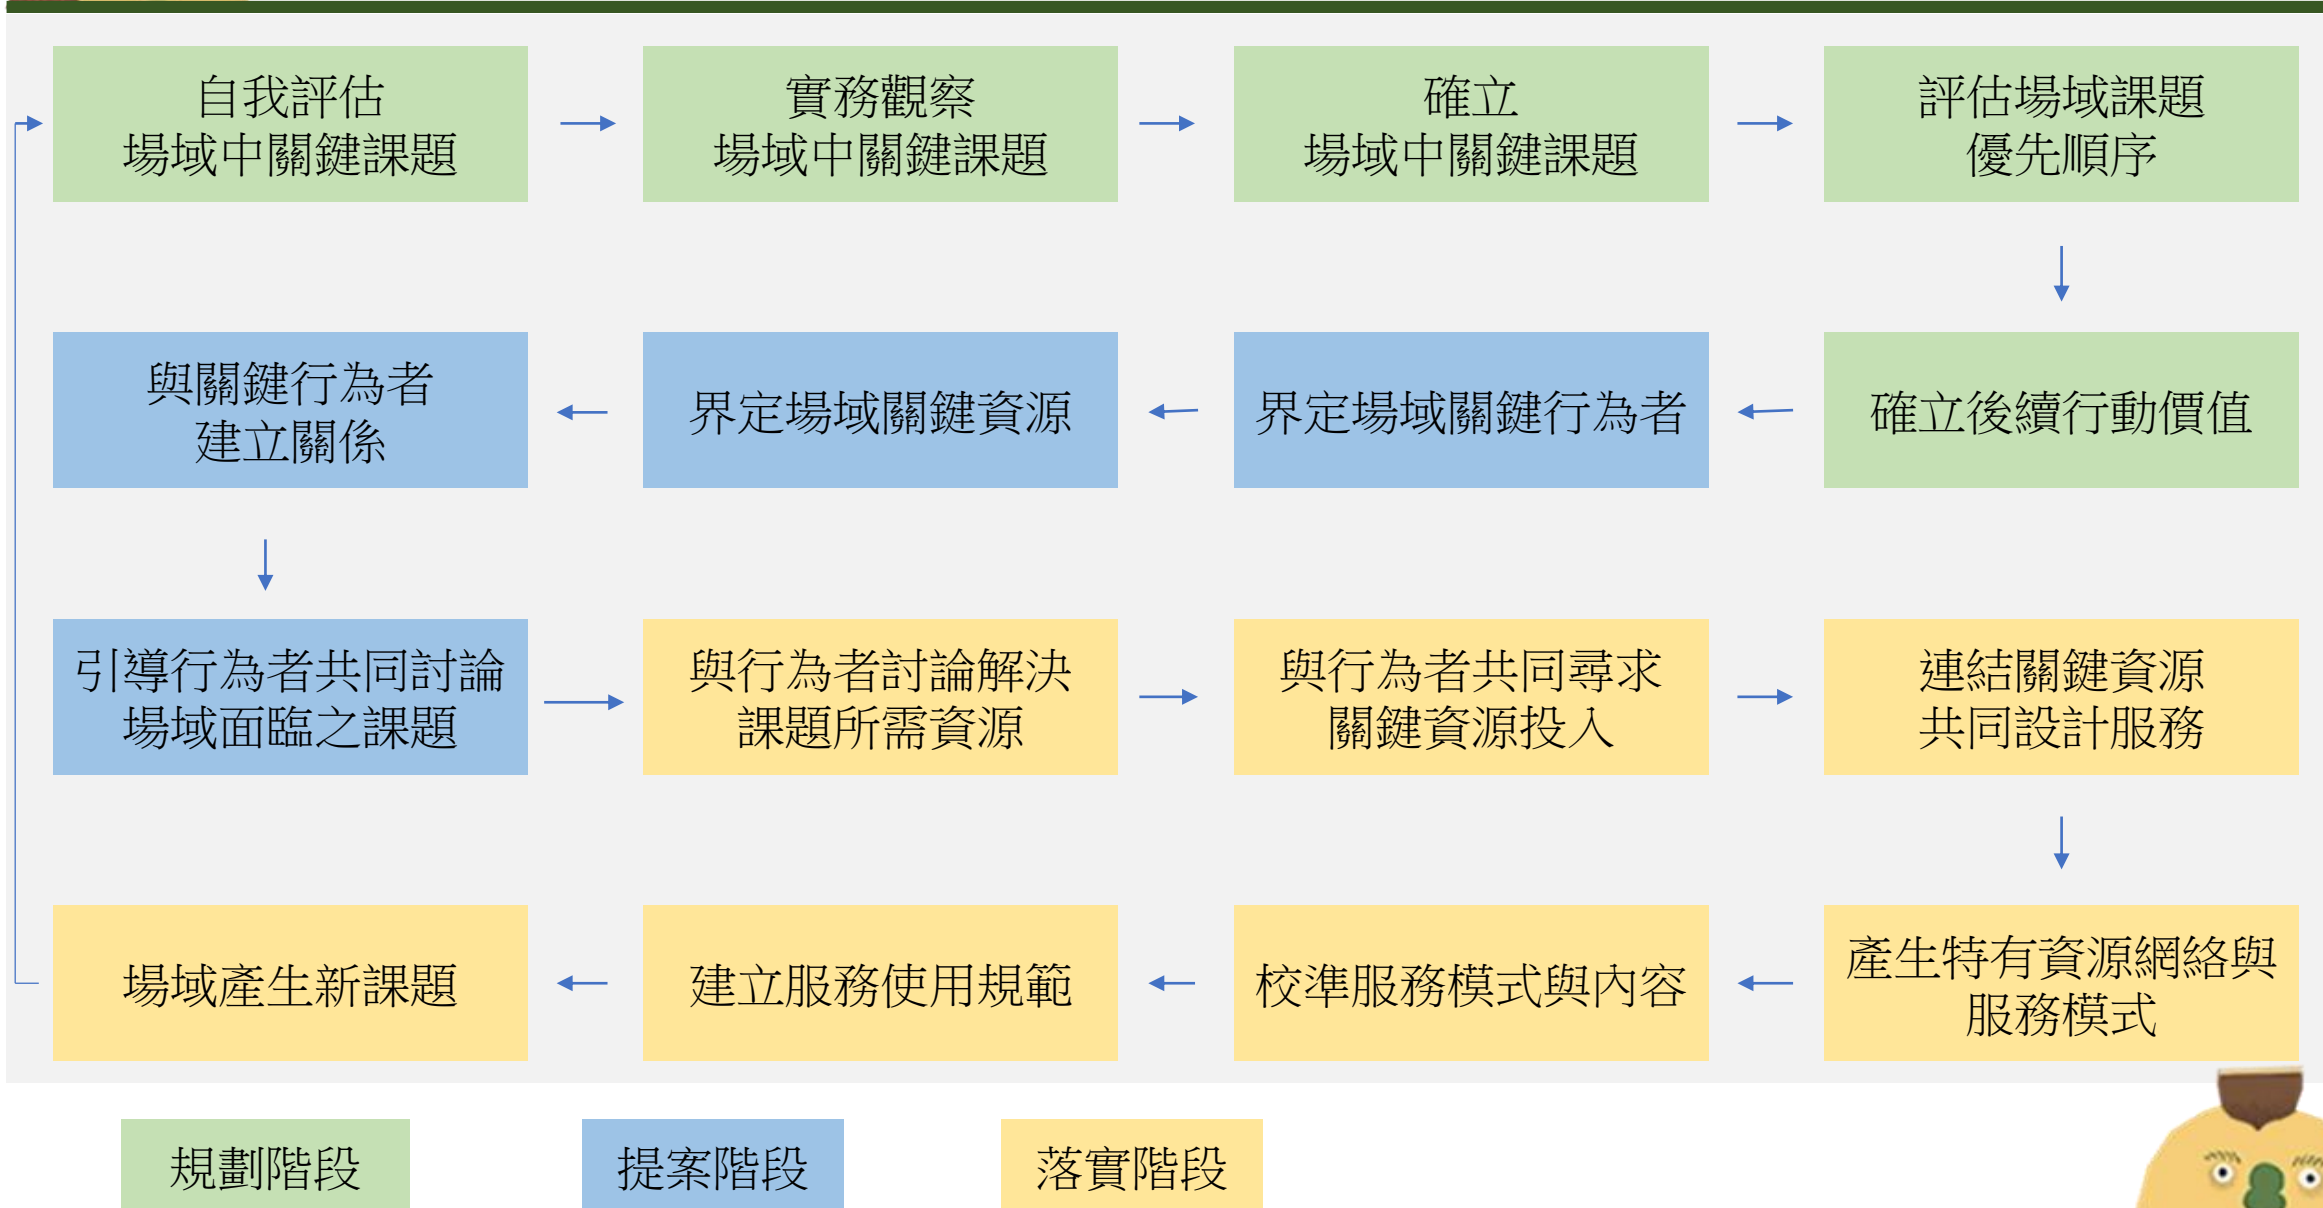 自我評估
場域中關鍵課題
實務觀察
場域中關鍵課題
確立
場域中關鍵課題
評估場域課題
優先順序
與關鍵行為者
建立關係
界定場域關鍵資源
界定場域關鍵行為者
確立後續行動價值
引導行為者共同討論
場域面臨之課題
與行為者討論解決
課題所需資源
與行為者共同尋求
關鍵資源投入
連結關鍵資源
共同設計服務
場域產生新課題
建立服務使用規範
校準服務模式與內容
產生特有資源網絡與
服務模式
規劃階段
提案階段
落實階段